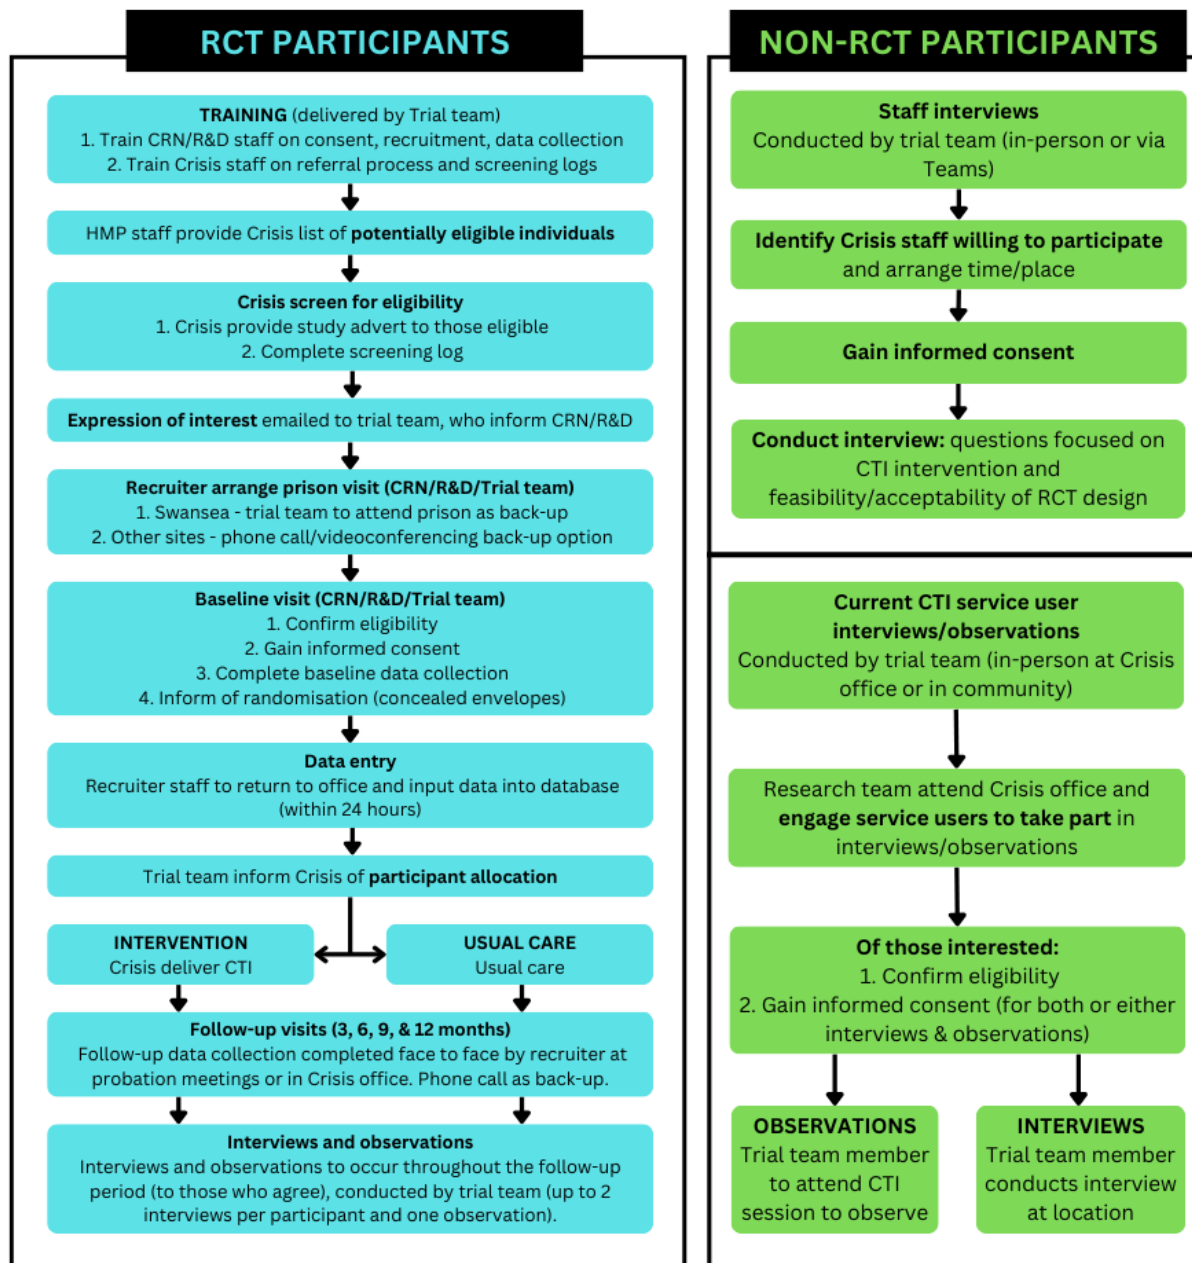 RCT PARTICIPANTS
TRAINING (delivered by Trial team)
1. Train CRN/R&D staff on consent, recruitment, data collection
2. Train Crisis staff on referral process and screening logs
HMP staff provide Crisis list of potentially eligible individuals
Crisis screen for eligibility
1. Crisis provide study advert to those eligible
2. Complete screening log
Expression of interest emailed to trial team, who inform CRN/R&D
Recruiter arrange prison visit (CRN/R&D/Trial team)
1. Swansea - trial team to attend prison as back-up
2. Other sites - phone call/videoconferencing back-up option
Baseline visit (CRN/R&D/Trial team)
1. Confirm eligibility
2. Gain informed consent
3. Complete baseline data collection
4. Inform of randomisation (concealed envelopes)
Data entry
Recruiter staff to return to office and input data into database
(within 24 hours)
Trial team inform Crisis of participant allocation
INTERVENTION
Crisis deliver CTI
USUAL CARE
Usual care
Follow-up visits (3, 6, 9, & 12 months)
Follow-up data collection completed face to face by recruiter at
probation meetings or in Crisis office. Phone call as back-up.
Interviews and observations
Interviews and observations to occur throughout the follow-up
period (to those who agree), conducted by trial team (up to 2
interviews per participant and one observation).
NON-RCT PARTICIPANTS
Staff interviews
Conducted by trial team (in-person or via
Teams)
Identify Crisis staff willing to participate
and arrange time/place
Gain informed consent
Conduct interview: questions focused on
CTI intervention and
feasibility/acceptability of RCT design
Current CTI service user
interviews/observations
Conducted by trial team (in-person at Crisis
office or in community)
Research team attend Crisis office and
engage service users to take part in
interviews/observations
Of those interested:
1. Confirm eligibility
2. Gain informed consent (for both or either
interviews & observations)
OBSERVATIONS
Trial team member
to attend CTI
session to observe
INTERVIEWS
Trial team member
conducts interview
at location